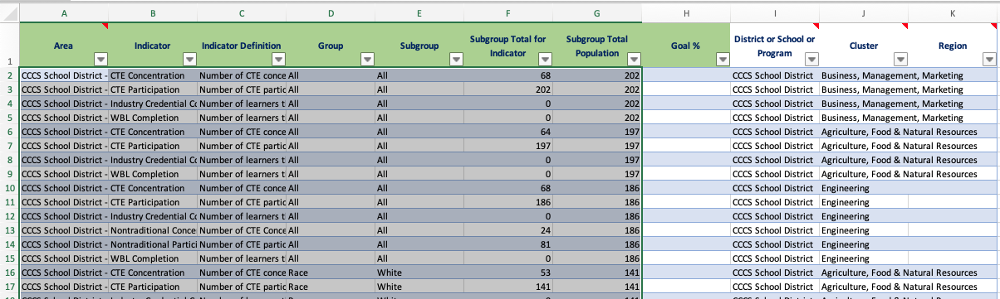 A B C D E F G H I J K
1 Area Indicator Indicator Definition Group Subgroup Subgroup Total for Indicator Subgroup Total Population Goal % District or School or Program Cluster Region
2 CCCS School District - CTE Concentration Number of CTE conce All All 68 202 CCCS School District Business, Management, Marketing
3 CCCS School District - CTE Participation Number of CTE partic All All 202 202 CCCS School District Business, Management, Marketing
4 CCCS School District - Industry Credential Co Number of learners t All All 0 202 CCCS School District Business, Management, Marketing
5 CCCS School District - WBL Completion Number of learners t All All 0 202 CCCS School District Business, Management, Marketing
6 CCCS School District - CTE Concentration Number of CTE conce All All 64 197 CCCS School District Agriculture, Food & Natural Resources
7 CCCS School District - CTE Participation Number of CTE partic All All 197 197 CCCS School District Agriculture, Food & Natural Resources
8 CCCS School District - Industry Credential Co Number of learners t All All 0 197 CCCS School District Agriculture, Food & Natural Resources
9 CCCS School District - WBL Completion Number of learners t All All 0 197 CCCS School District Agriculture, Food & Natural Resources
10 CCCS School District - CTE Concentration Number of CTE conce All All 68 186 CCCS School District Engineering
11 CCCS School District - CTE Participation Number of CTE partic All All 186 186 CCCS School District Engineering
12 CCCS School District - Industry Credential Co Number of learners t All All 0 186 CCCS School District Engineering
13 CCCS School District - Nontraditional Conce Number of CTE Conce All All 24 186 CCCS School District Engineering
14 CCCS School District - Nontraditional Partici Number of CTE partic All All 81 186 CCCS School District Engineering
15 CCCS School District - WBL Completion Number of learners t All All 0 186 CCCS School District Engineering
16 CCCS School District - CTE Concentration Number of CTE conce Race White 53 141 CCCS School District Agriculture, Food & Natural Resources
17 CCCS School District - CTE Participation Number of CTE partic Race White 141 141 CCCS School District Agriculture, Food & Natural Resources